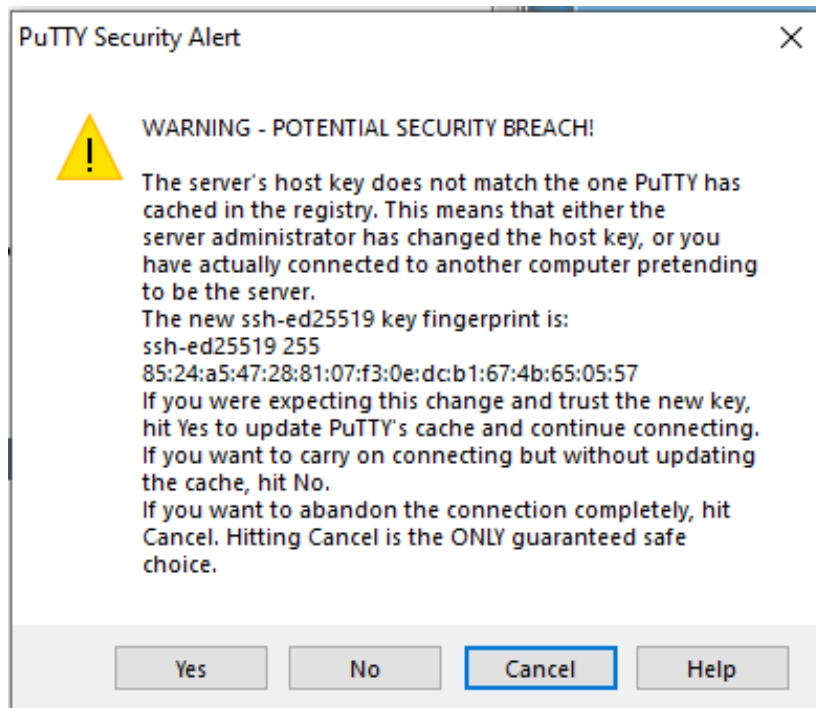 PuTTY Security Alert
WARNING - POTENTIAL SECURITY BREACH!
The server's host key does not match the one PuTTY has
cached in the registry. This means that either the
server administrator has changed the host key, or you
have actually connected to another computer pretending
to be the server.
The new ssh-ed25519 key fingerprint is:
ssh-ed25519 255
85:24:a5:47:28:81:07:f3:0e:dc:b1:67:4b:65:05:57
If you were expecting this change and trust the new key,
hit Yes to update PuTTY's cache and continue connecting.
If you want to carry on connecting but without updating
the cache, hit No.
If you want to abandon the connection completely, hit
Cancel. Hitting Cancel is the ONLY guaranteed safe
choice.
Yes No Cancel Help